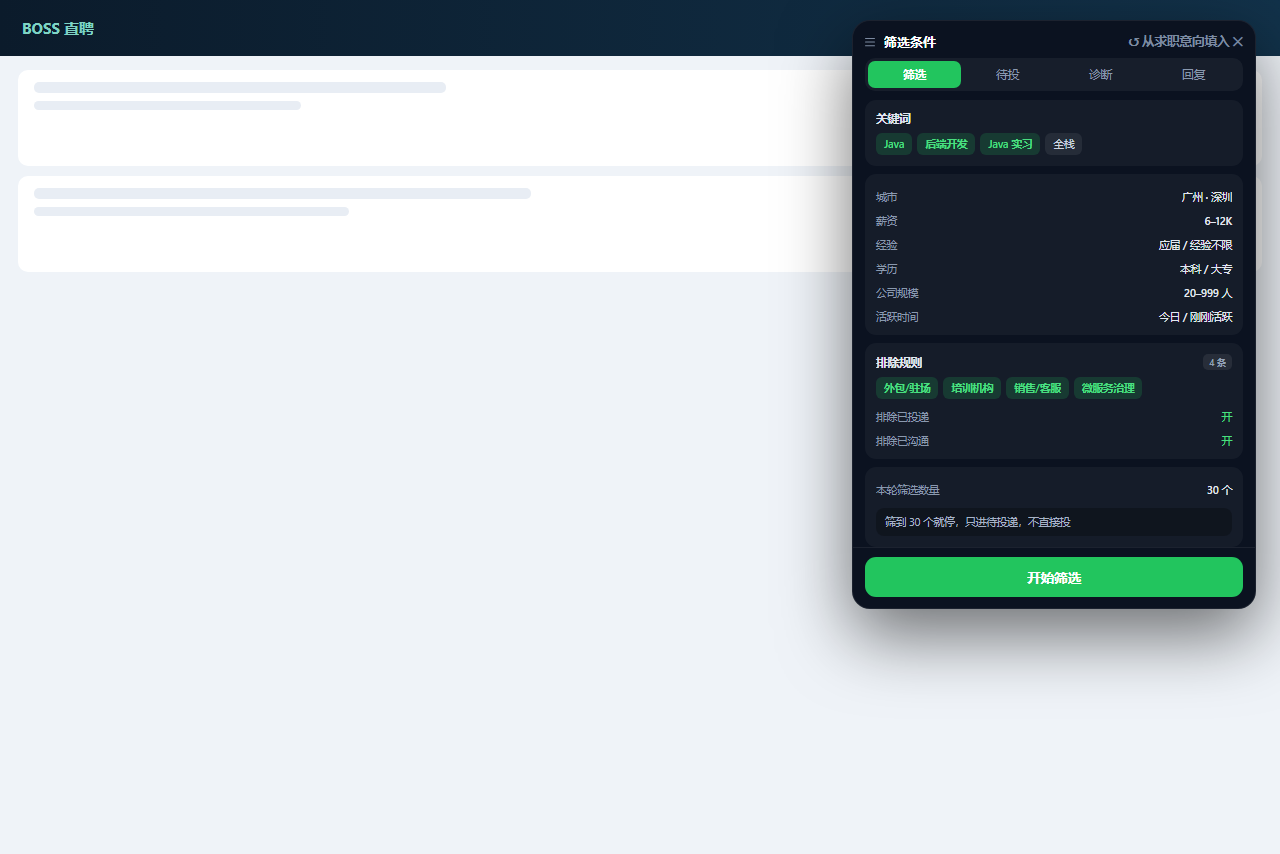 BOSS 直聘
☰ 筛选条件 ↺ 从求职意向填入 ✕
筛选 待投 诊断 回复
关键词
Java 后端开发 Java 实习 全栈
城市 广州 · 深圳
薪资 6–12K
经验 应届 / 经验不限
学历 本科 / 大专
公司规模 20–999 人
活跃时间 今日 / 刚刚活跃
排除规则 4 条
外包/驻场 培训机构 销售/客服 微服务治理
排除已投递 开
排除已沟通 开
本轮筛选数量 30 个
筛到 30 个就停，只进待投递，不直接投
开始筛选